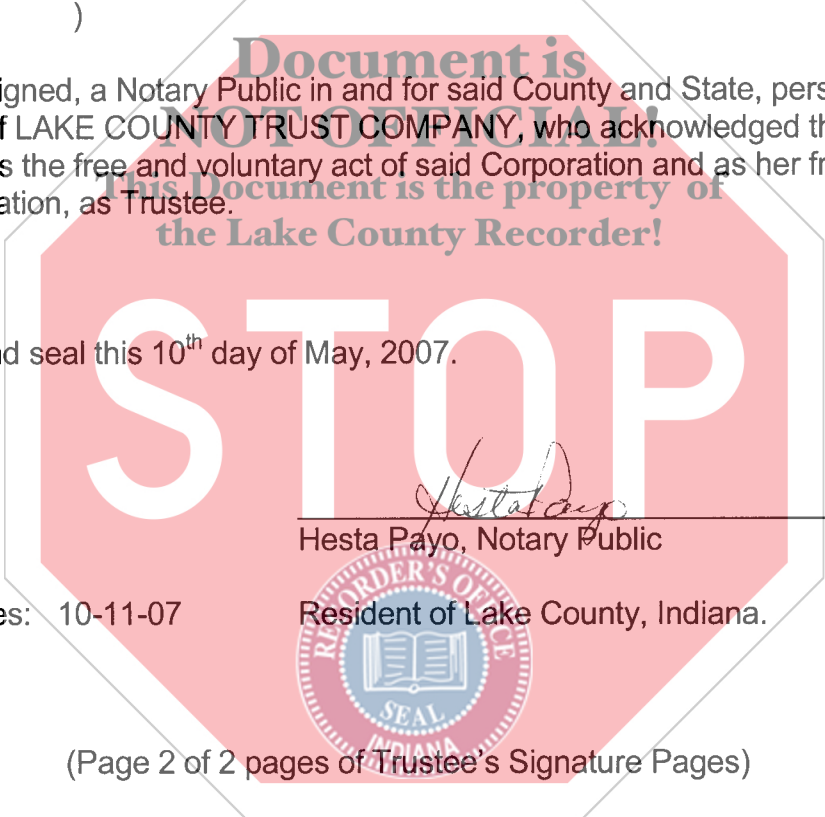 )
Document is
igned, a Notary Public in and for said County and State, pers
NOT OFFICIAL!
f LAKE COUNTY TRUST COMPANY, who acknowledged th
s the free and voluntary act of said Corporation and as her fr
This Document is the property of
ation, as Trustee.
the Lake County Recorder!
STOP
nd seal this 10th day of May, 2007.
Hesta Payo
Hesta Payo, Notary Public
RECORDER'S OFFICE
es: 10-11-07 Resident of Lake County, Indiana.
SEAL
INDIANA
(Page 2 of 2 pages of Trustee's Signature Pages)